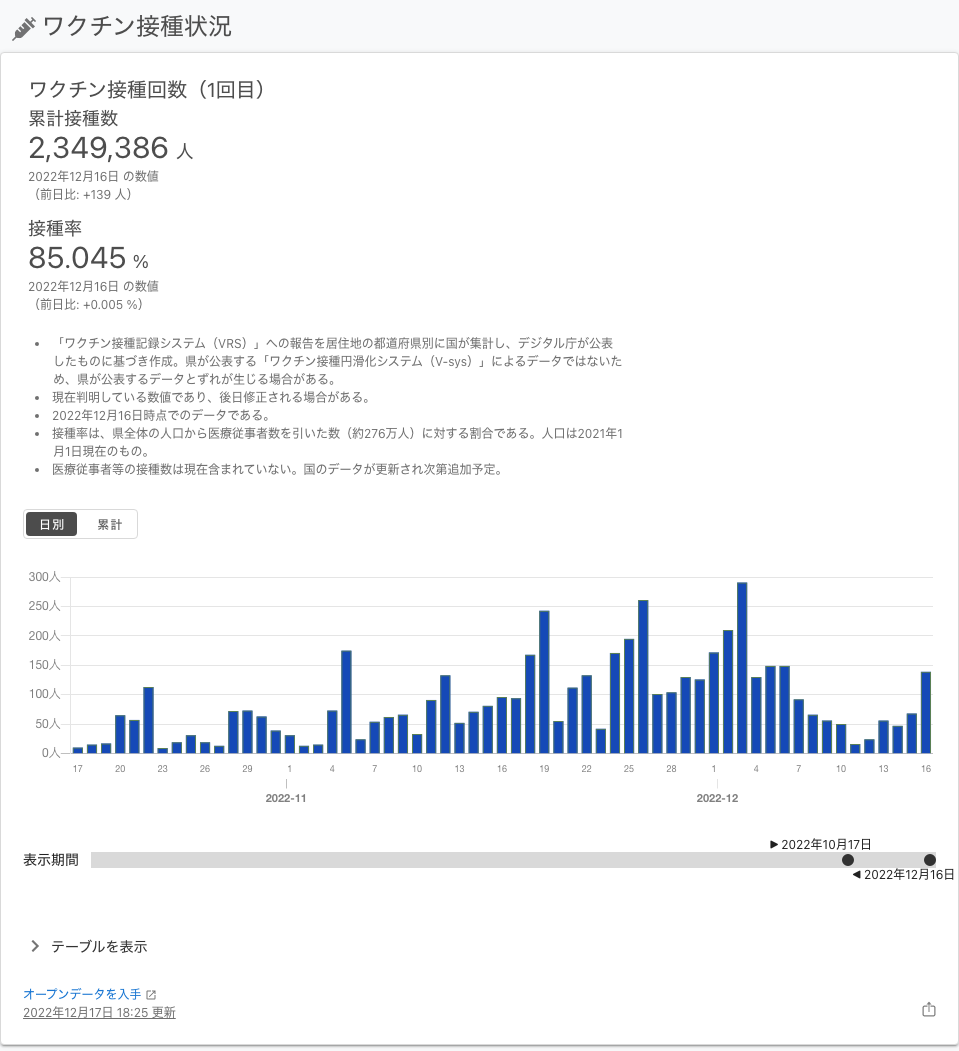 ワクチン接種状況
ワクチン接種回数（1回目）
累計接種数
2,349,386 人
2022年12月16日 の数値
（前日比: +139 人）
接種率
85.045 %
2022年12月16日 の数値
（前日比: +0.005 %）
• 「ワクチン接種記録システム（VRS）」への報告を居住地の都道府県別に国が集計し、デジタル庁が公表
したものに基づき作成。県が公表する「ワクチン接種円滑化システム（V-sys）」によるデータではないた
め、県が公表するデータとずれが生じる場合がある。
• 現在判明している数値であり、後日修正される場合がある。
• 2022年12月16日時点でのデータである。
• 接種率は、県全体の人口から医療従事者数を引いた数（約276万人）に対する割合である。人口は2021年1
月1日現在のもの。
• 医療従事者等の接種数は現在含まれていない。国のデータが更新され次第追加予定。
日別 累計
300人
250人
200人
150人
100人
50人
0人
17 20 23 26 29 1 4 7 10 13 16 19 22 25 28 1 4 7 10 13 16
2022-11 2022-12
▶ 2022年10月17日
表示期間
◀ 2022年12月16日
テーブルを表示
オープンデータを入手
2022年12月17日 18:25 更新